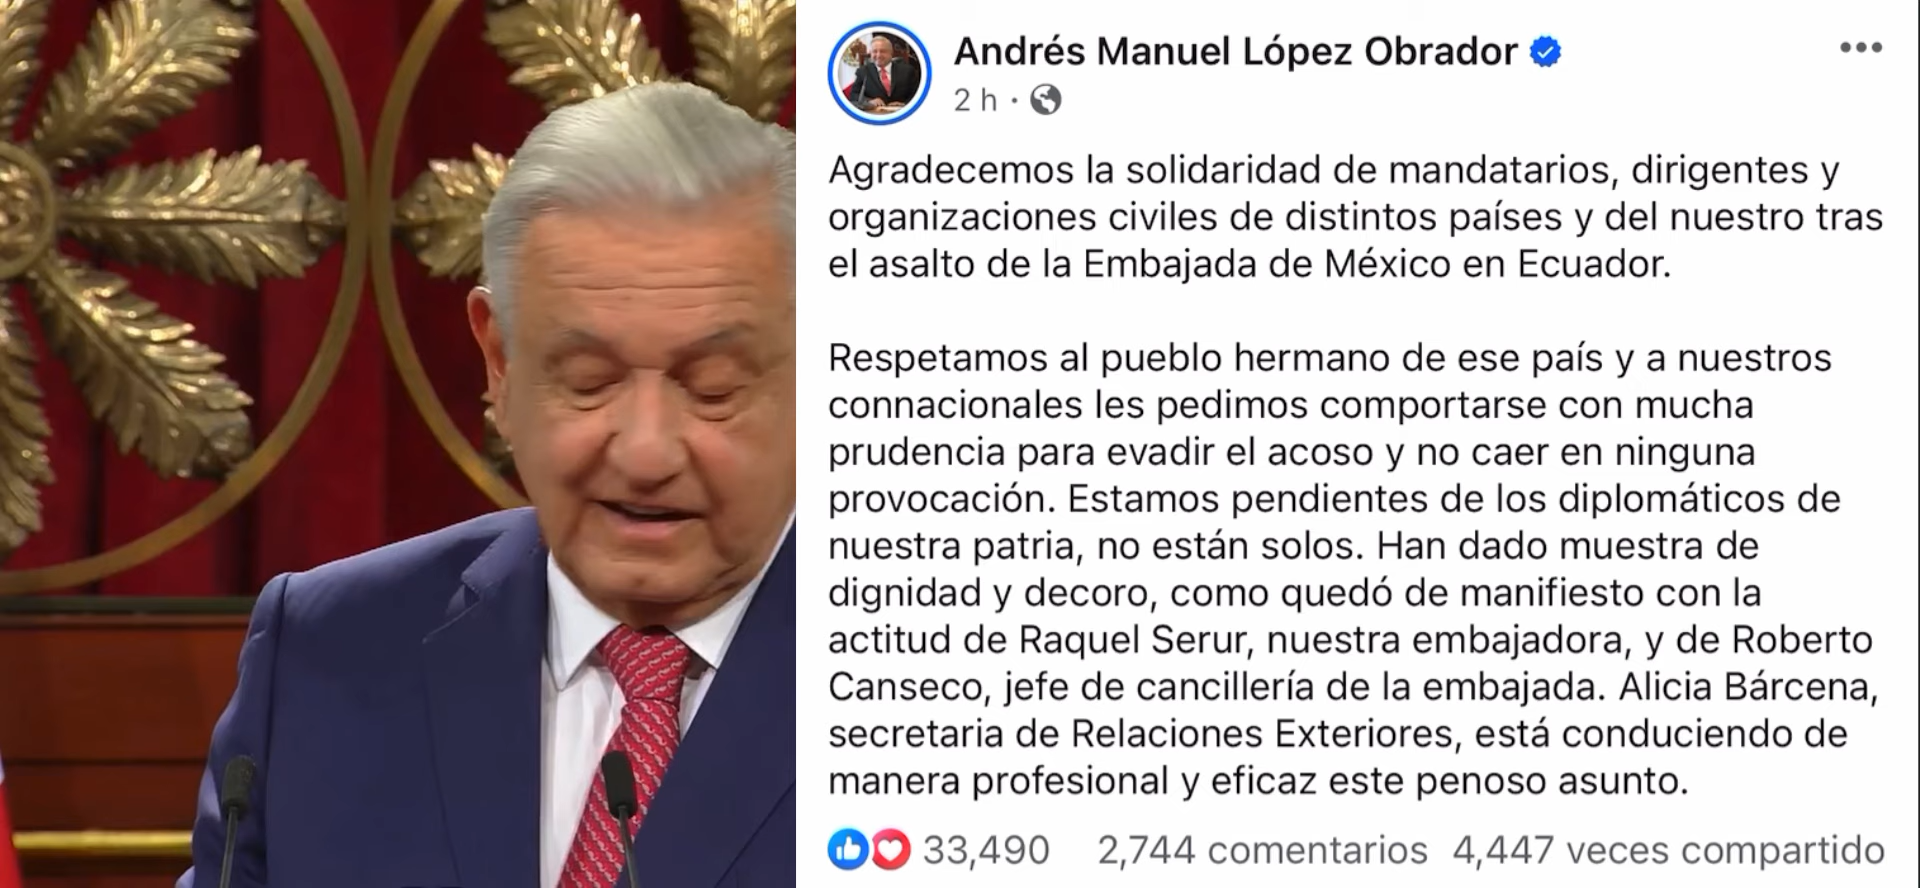 Andrés Manuel López Obrador
2 h ·
Agradecemos la solidaridad de mandatarios, dirigentes y
organizaciones civiles de distintos países y del nuestro tras
el asalto de la Embajada de México en Ecuador.
Respetamos al pueblo hermano de ese país y a nuestros
connacionales les pedimos comportarse con mucha
prudencia para evadir el acoso y no caer en ninguna
provocación. Estamos pendientes de los diplomáticos de
nuestra patria, no están solos. Han dado muestra de
dignidad y decoro, como quedó de manifiesto con la
actitud de Raquel Serur, nuestra embajadora, y de Roberto
Canseco, jefe de cancillería de la embajada. Alicia Bárcena,
secretaria de Relaciones Exteriores, está conduciendo de
manera profesional y eficaz este penoso asunto.
33,490 2,744 comentarios 4,447 veces compartido